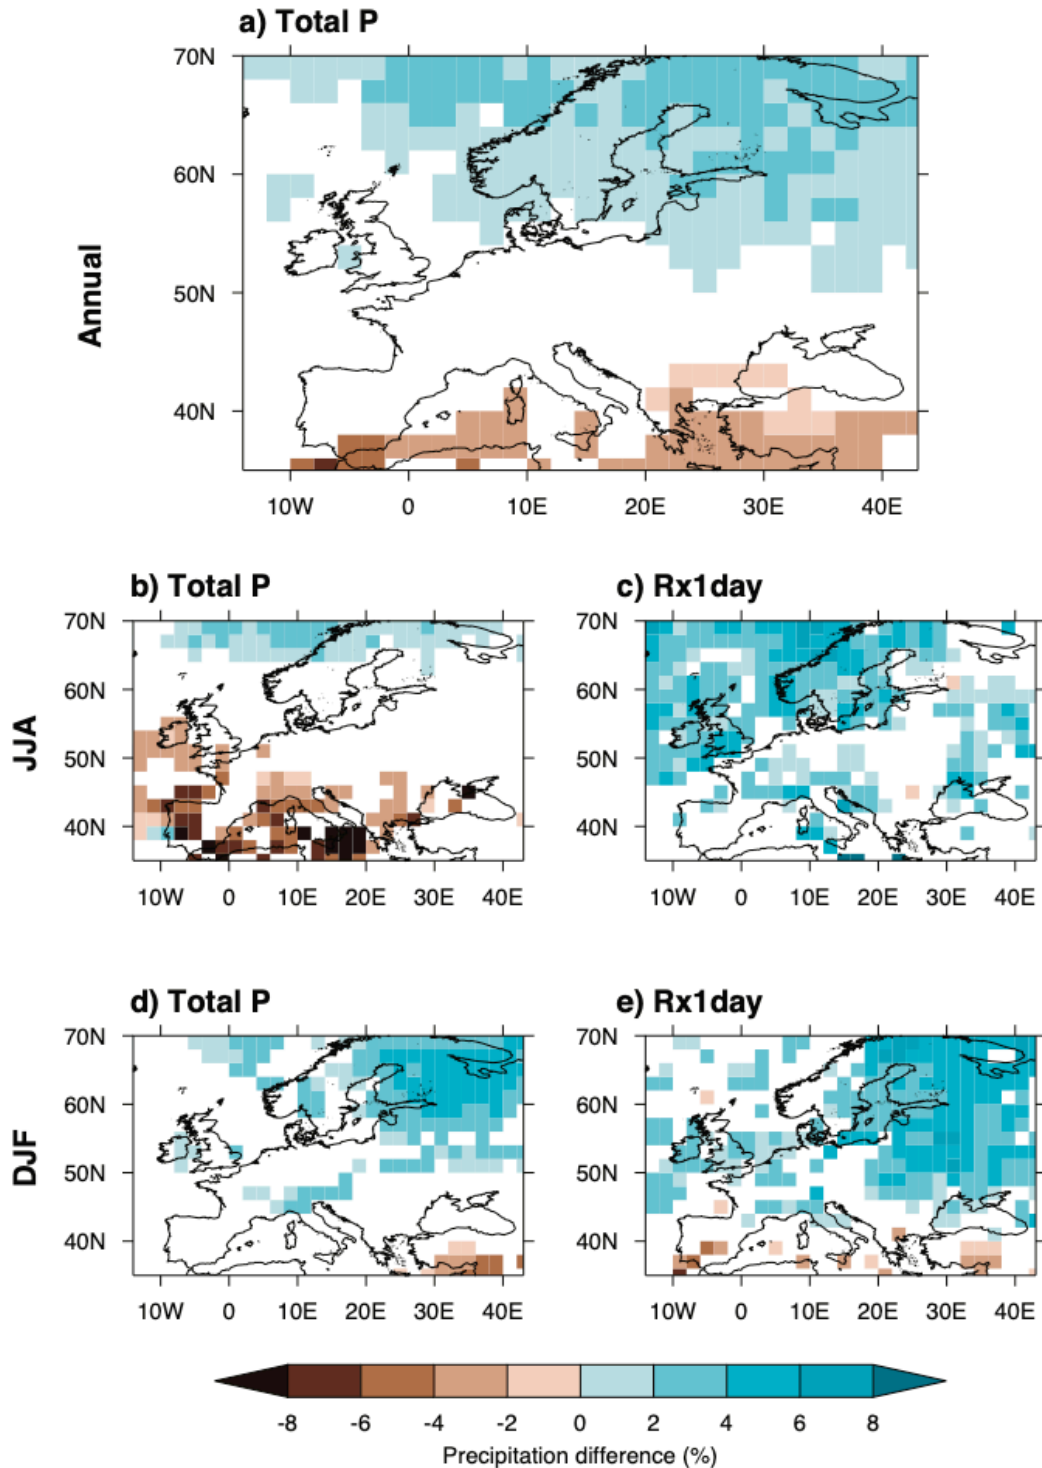 a) Total P
70N
60N
50N
40N
10W 0 10E 20E 30E 40E
Annual
b) Total P
70N
60N
50N
40N
10W 0 10E 20E 30E 40E
JJA
c) Rx1day
70N
60N
50N
40N
10W 0 10E 20E 30E 40E
d) Total P
70N
60N
50N
40N
10W 0 10E 20E 30E 40E
DJF
e) Rx1day
70N
60N
50N
40N
10W 0 10E 20E 30E 40E
-8 -6 -4 -2 0 2 4 6 8
Precipitation difference (%)